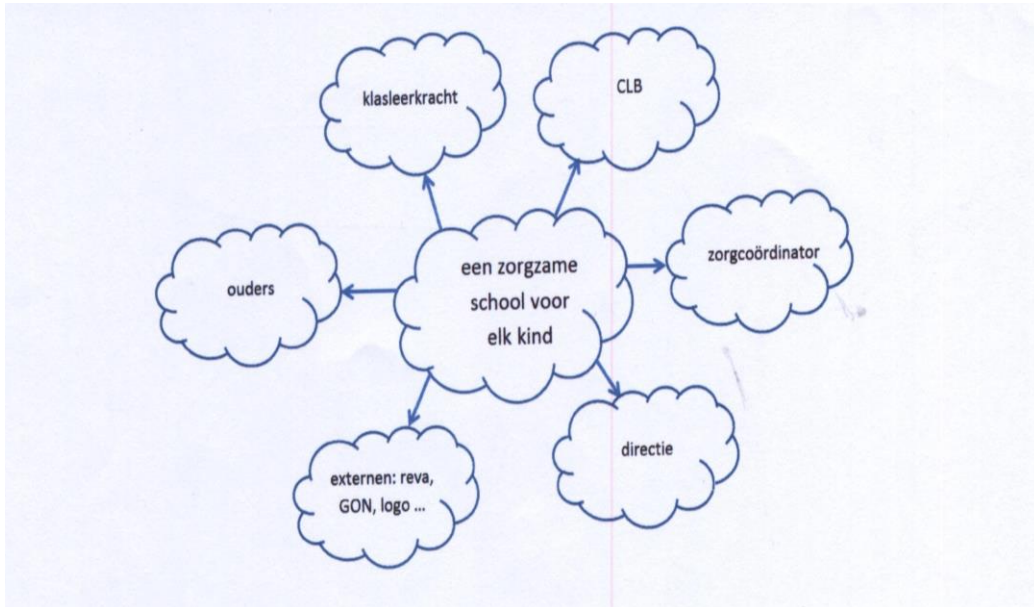 klasleerkracht
CLB
een zorgzame
school voor
elk kind
zorgcoördinator
ouders
directie
externen: reva,
GON, logo ...